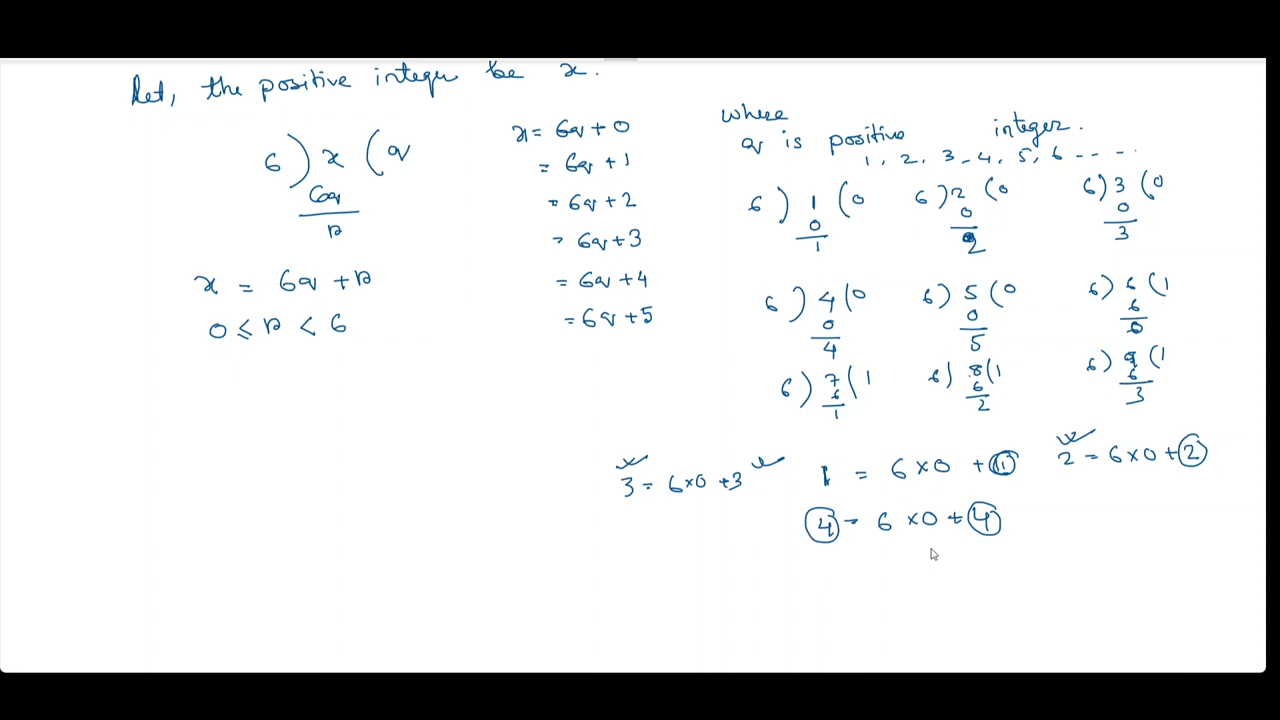 Let, the positive integer be x.
6 ) x ( q
6q
r
x = 6q + r
0 ≤ r < 6
x = 6q + 0
= 6q + 1
= 6q + 2
= 6q + 3
= 6q + 4
= 6q + 5
where
q is positive integer.
1, 2, 3, 4, 5, 6 - - - .
6 ) 1 ( 0
0
1
6 ) 2 ( 0
0
2
6 ) 3 ( 0
0
3
6 ) 4 ( 0
0
4
6 ) 5 ( 0
0
5
6 ) 6 ( 1
6
0
6 ) 7 ( 1
6
1
6 ) 8 ( 1
6
2
6 ) 9 ( 1
6
3
3 = 6×0 + 3
1 = 6×0 + 1
2 = 6×0 + 2
4 = 6×0 + 4